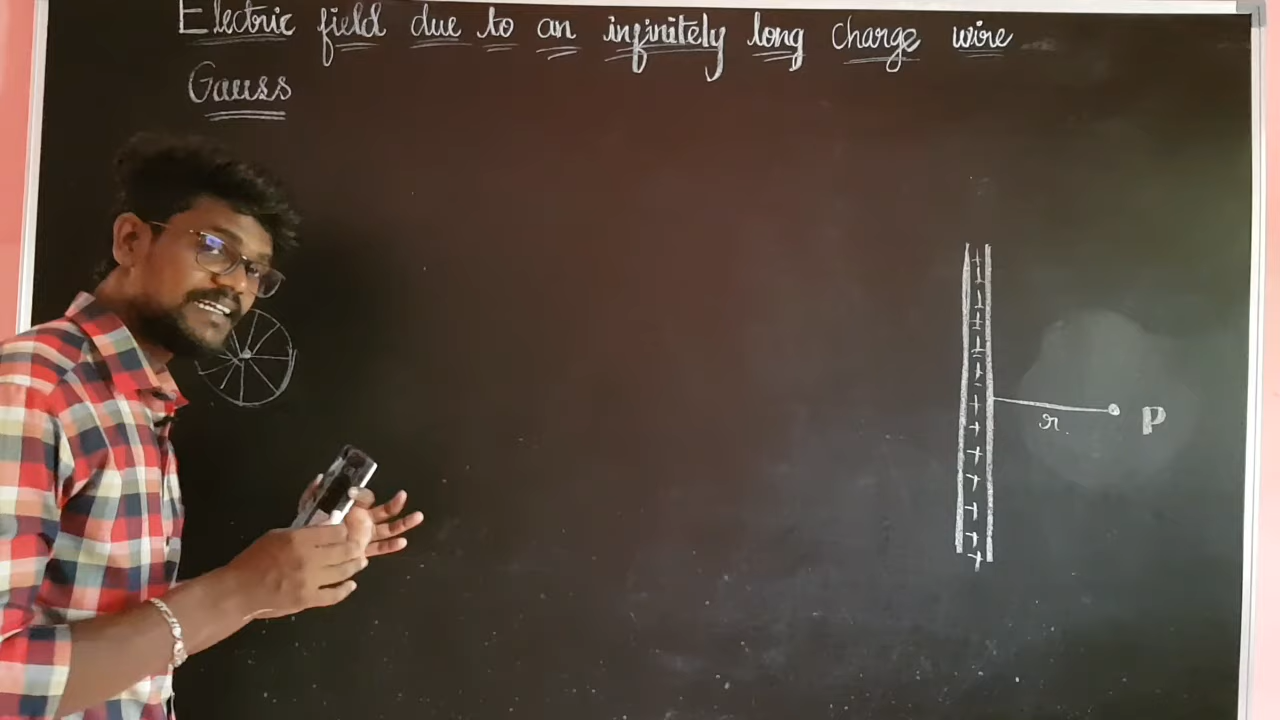 Electric field due to an infinitely long charge wire
Gauss
+ + + + + + + + + + + + +
r
P